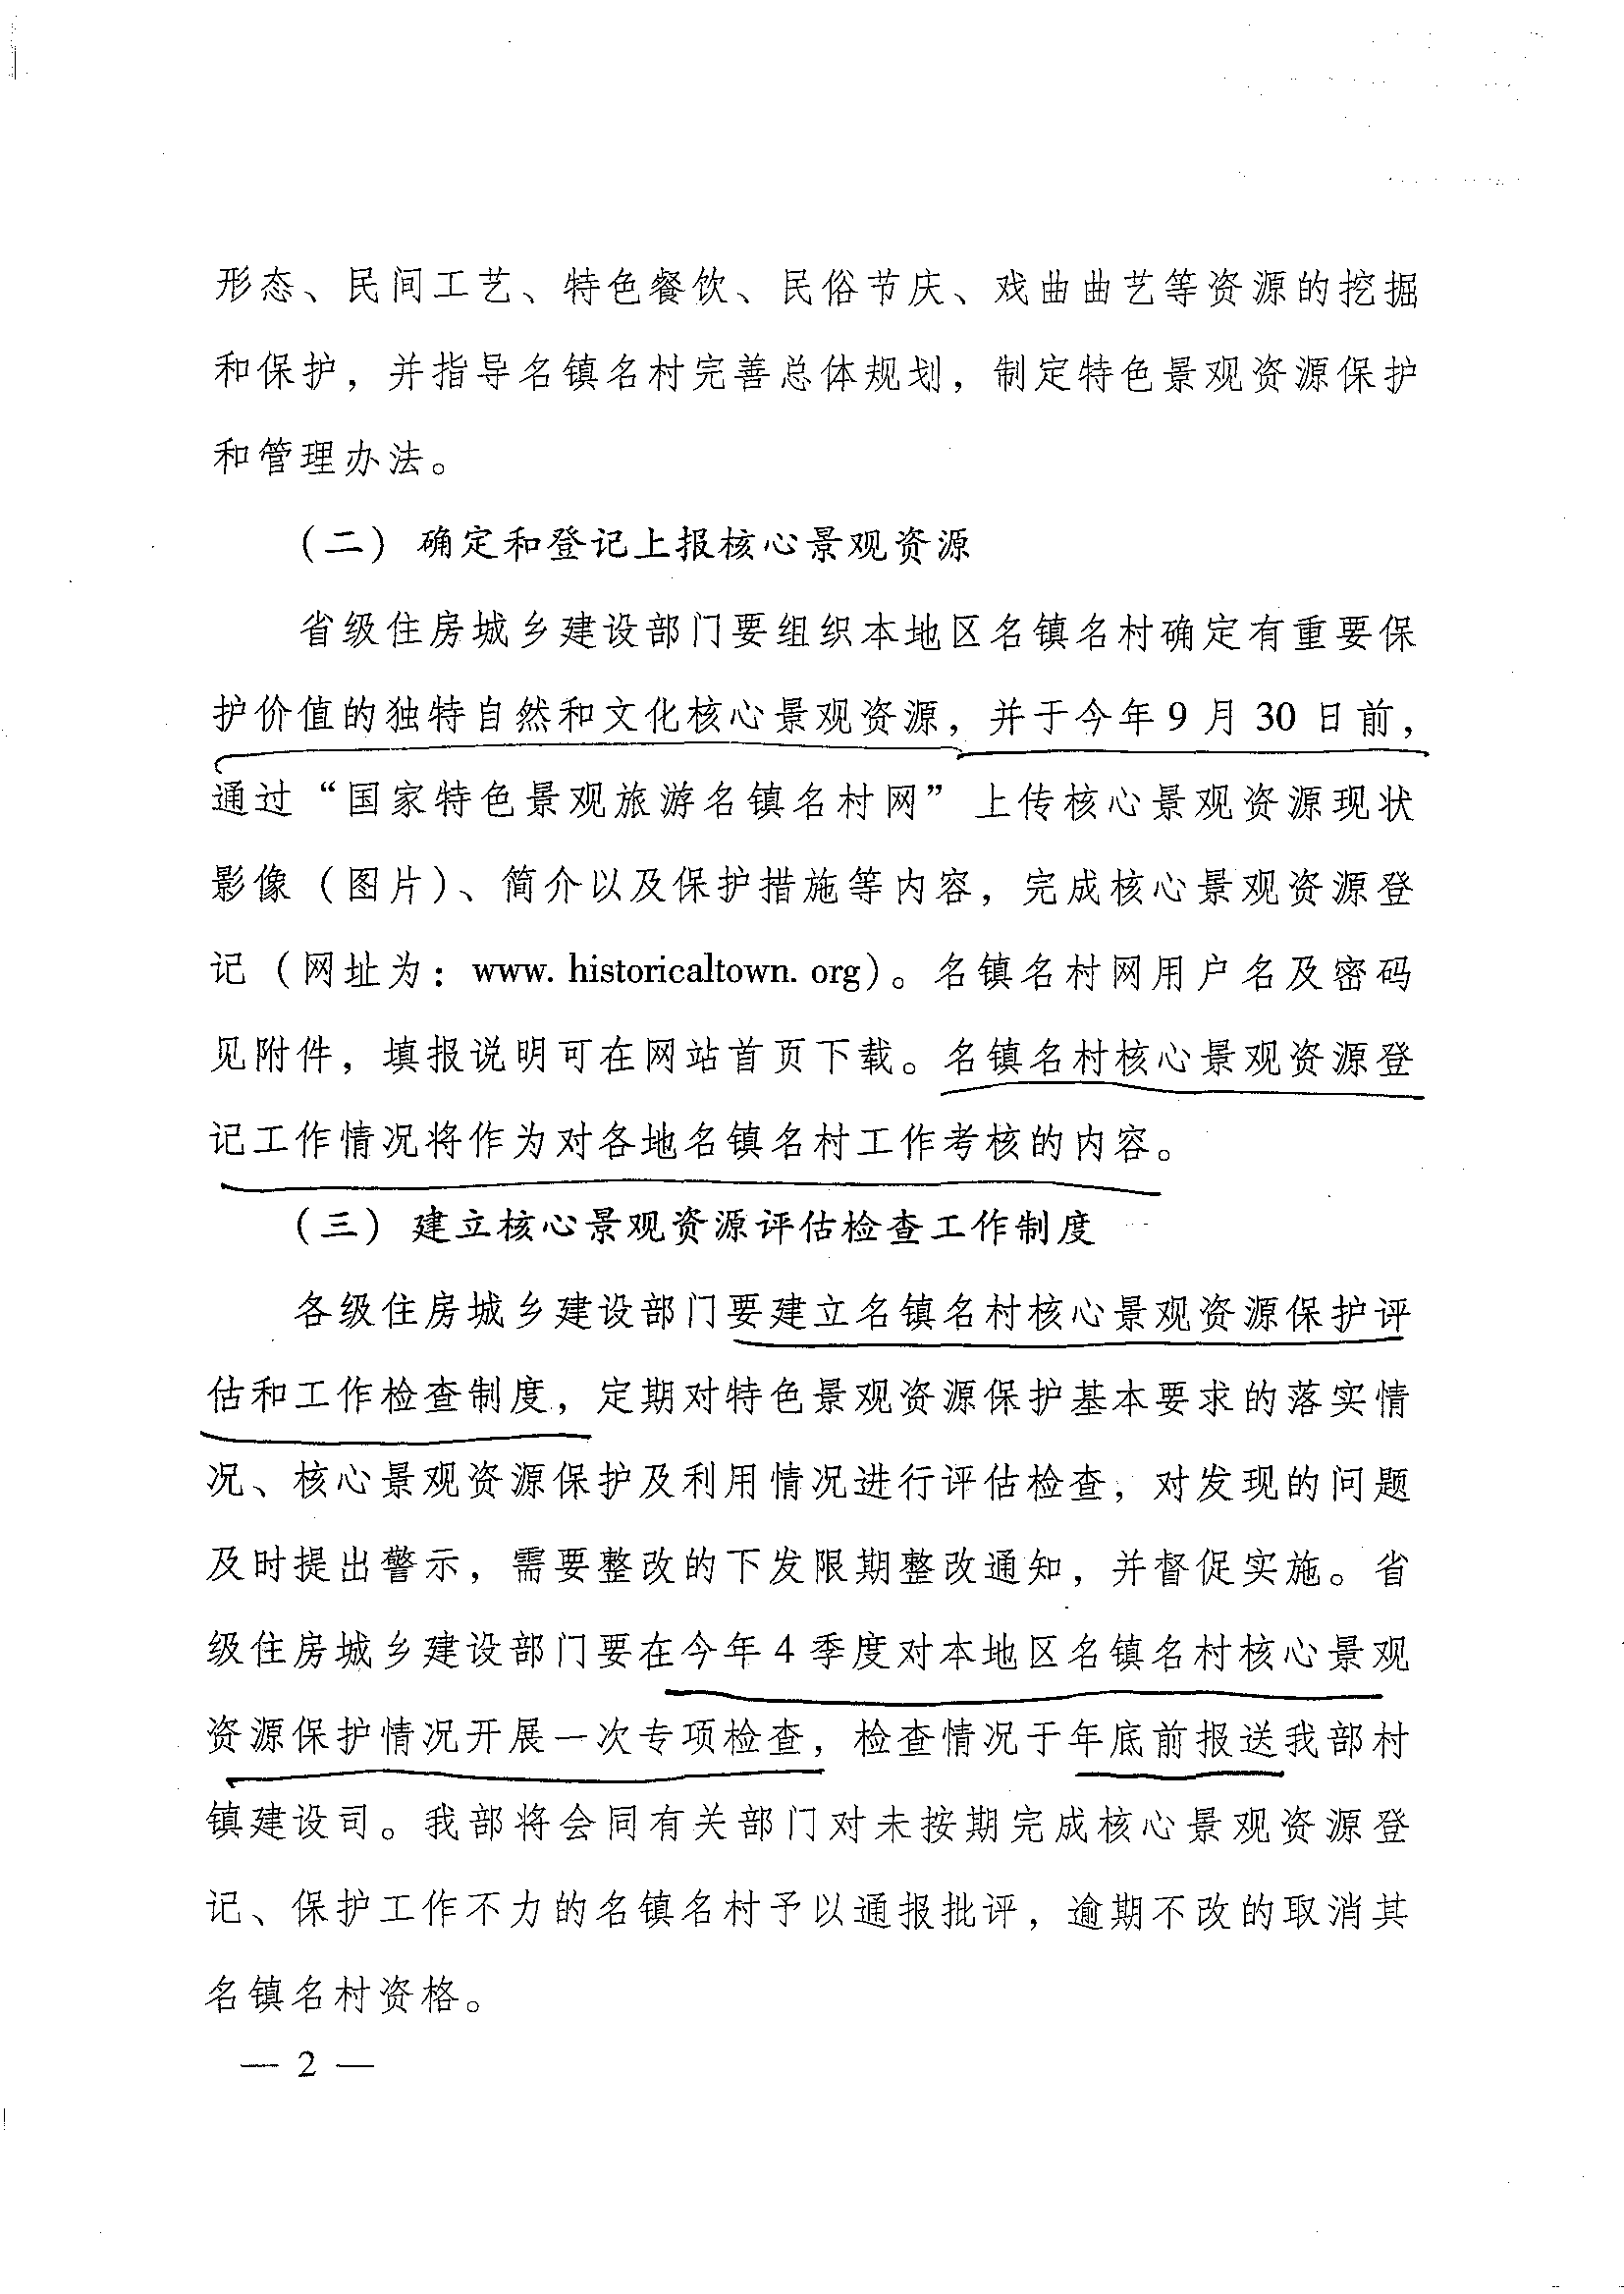 形态、民间工艺、特色餐饮、民俗节庆、戏曲曲艺等资源的挖掘
和保护，并指导名镇名村完善总体规划，制定特色景观资源保护
和管理办法。
（二）确定和登记上报核心景观资源
省级住房城乡建设部门要组织本地区名镇名村确定有重要保
护价值的独特自然和文化核心景观资源，并于今年9月30日前，
通过“国家特色景观旅游名镇名村网”上传核心景观资源现状
影像（图片）、简介以及保护措施等内容，完成核心景观资源登
记（网址为：www. historicaltown. org）。名镇名村网用户名及密码
见附件，填报说明可在网站首页下载。名镇名村核心景观资源登
记工作情况将作为对各地名镇名村工作考核的内容。
（三）建立核心景观资源评估检查工作制度
各级住房城乡建设部门要建立名镇名村核心景观资源保护评
估和工作检查制度，定期对特色景观资源保护基本要求的落实情
况、核心景观资源保护及利用情况进行评估检查，对发现的问题
及时提出警示，需要整改的下发限期整改通知，并督促实施。省
级住房城乡建设部门要在今年4季度对本地区名镇名村核心景观
资源保护情况开展一次专项检查，检查情况于年底前报送我部村
镇建设司。我部将会同有关部门对未按期完成核心景观资源登
记、保护工作不力的名镇名村予以通报批评，逾期不改的取消其
名镇名村资格。
— 2 —